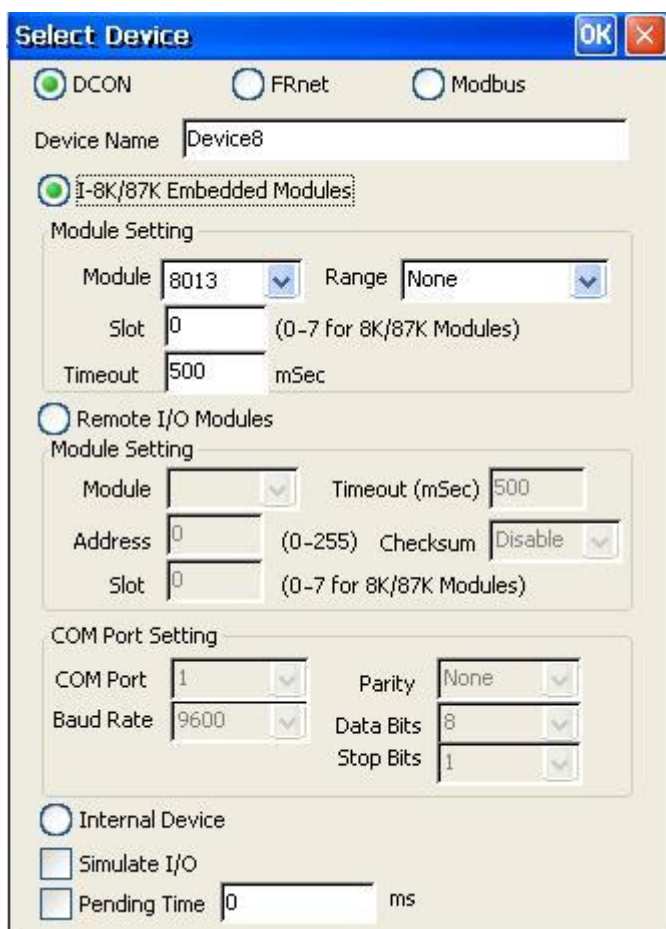 Select Device OK
DCON FRnet Modbus
Device Name Device8
I-8K/87K Embedded Modules
Module Setting
Module 8013 Range None
Slot 0 (0-7 for 8K/87K Modules)
Timeout 500 mSec
Remote I/O Modules
Module Setting
Module Timeout (mSec) 500
Address 0 (0-255) Checksum Disable
Slot 0 (0-7 for 8K/87K Modules)
COM Port Setting
COM Port 1 Parity None
Baud Rate 9600 Data Bits 8
Stop Bits 1
Internal Device
Simulate I/O
Pending Time 0 ms